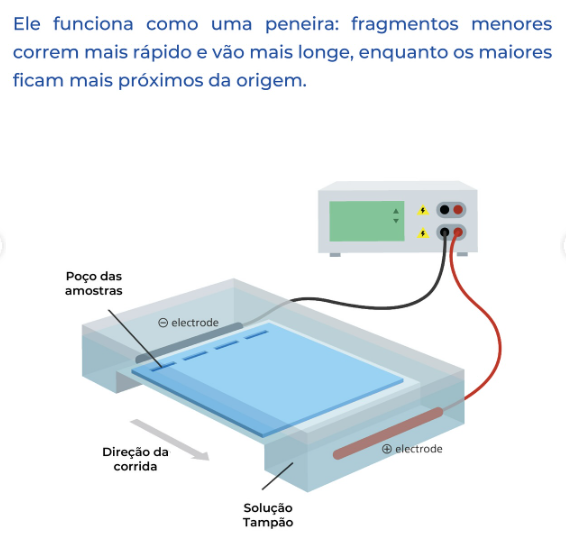 Ele funciona como uma peneira: fragmentos menores
correm mais rápido e vão mais longe, enquanto os maiores
ficam mais próximos da origem.
Poço das
amostras
⊖ electrode
Direção da
corrida
⊕ electrode
Solução
Tampão